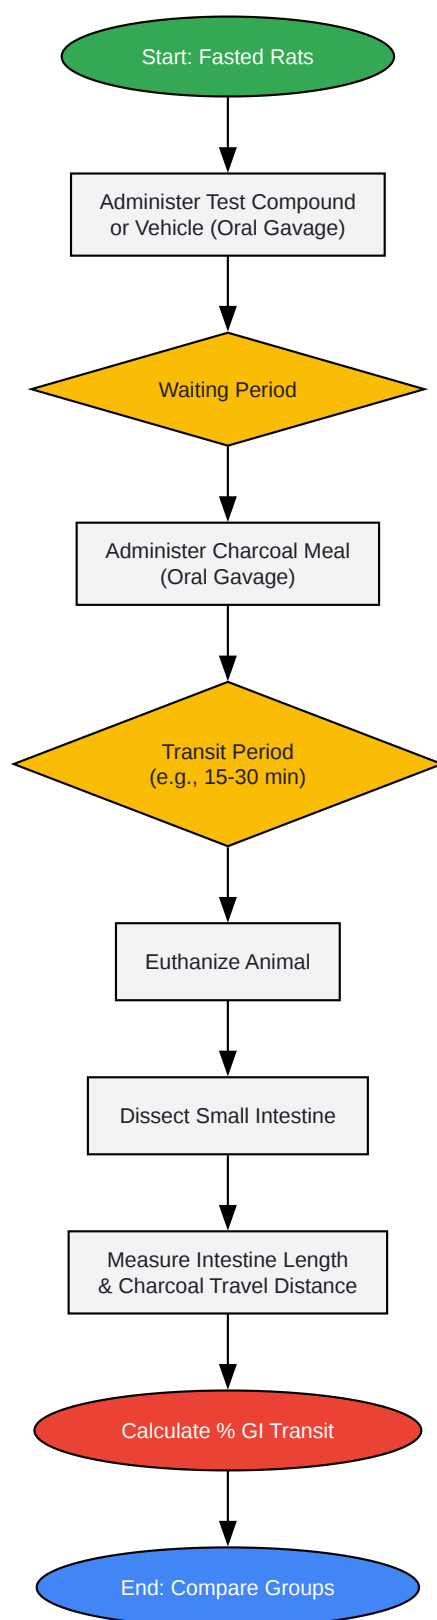 Start: Fasted Rats
Administer Test Compound
or Vehicle (Oral Gavage)
Waiting Period
Administer Charcoal Meal
(Oral Gavage)
Transit Period
(e.g., 15-30 min)
Euthanize Animal
Dissect Small Intestine
Measure Intestine Length
& Charcoal Travel Distance
Calculate % GI Transit
End: Compare Groups